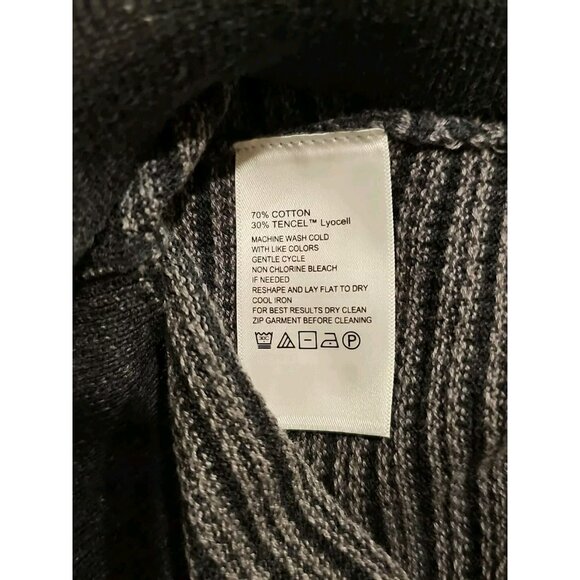 70% COTTON
30% TENCEL™ Lyocell
MACHINE WASH COLD
WITH LIKE COLORS
GENTLE CYCLE
NON CHLORINE BLEACH
IF NEEDED
RESHAPE AND LAY FLAT TO DRY
COOL IRON
FOR BEST RESULTS DRY CLEAN
ZIP GARMENT BEFORE CLEANING
P